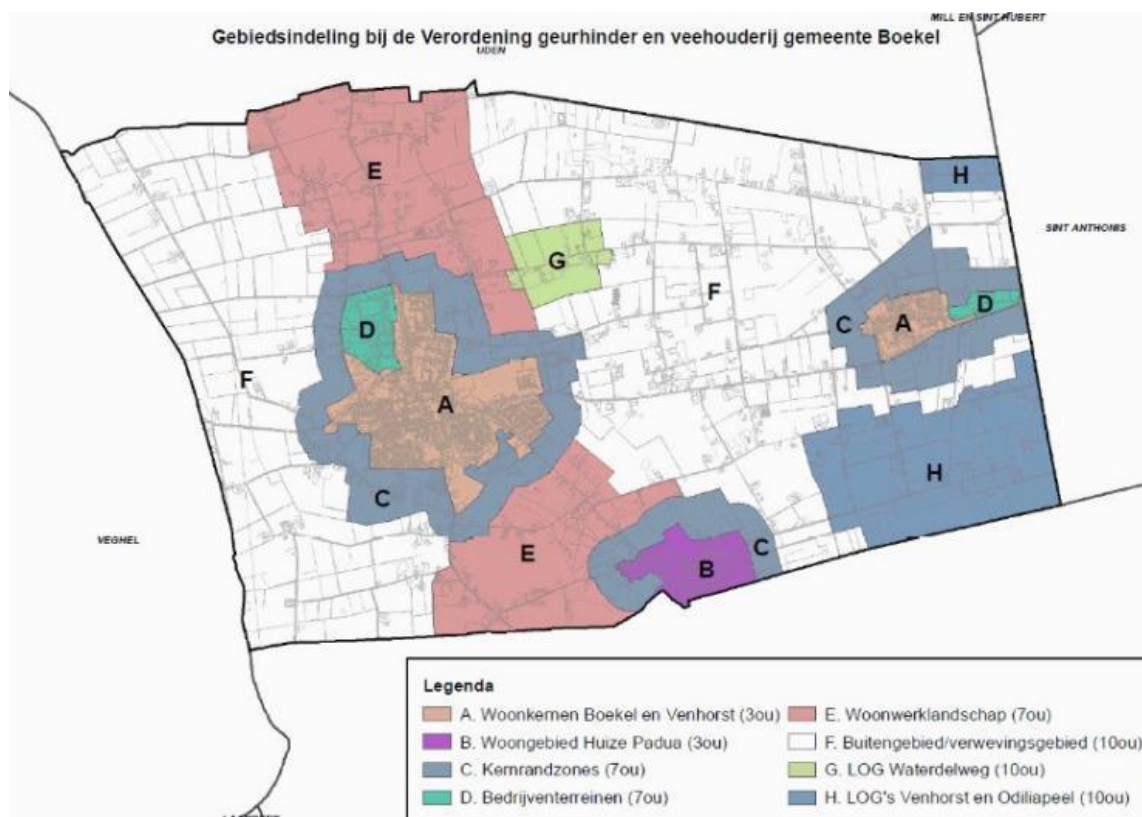 MILL EN SINT HUBERT
Gebiedsindeling bij de Verordening geurhinder en veehouderij gemeente Boekel
UDEN
E
H
SINT ANTHONIS
G
F
D
D
C
A
F
A
C
H
VEGHEL
E
C
B
Legenda
A. Woonkernen Boekel en Venhorst (3ou)
B. Woongebied Huize Padua (3ou)
C. Kernrandzones (7ou)
D. Bedrijventerreinen (7ou)
E. Woonwerklandschap (7ou)
F. Buitengebied/verwevingsgebied (10ou)
G. LOG Waterdelweg (10ou)
H. LOG's Venhorst en Odiliapeel (10ou)